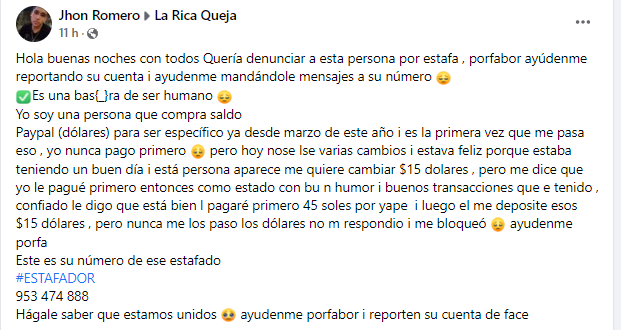 Jhon Romero ▸ La Rica Queja
11 h ·
Hola buenas noches con todos Quería denunciar a esta persona por estafa , porfabor ayúdenme
reportando su cuenta i ayudenme mandándole mensajes a su número 😔
✅Es una bas{_}ra de ser humano 😔
Yo soy una persona que compra saldo
Paypal (dólares) para ser específico ya desde marzo de este año i es la primera vez que me pasa
eso , yo nunca pago primero 😔 pero hoy nose lse varias cambios i estava feliz porque estaba
teniendo un buen día i está persona aparece me quiere cambiar $15 dolares , pero me dice que
yo le pagué primero entonces como estado con bu n humor i buenos transacciones que e tenido ,
confiado le digo que está bien l pagaré primero 45 soles por yape i luego el me deposite esos
$15 dólares , pero nunca me los paso los dólares no m respondio i me bloqueó 😔 ayudenme
porfa
Este es su número de ese estafado
#ESTAFADOR
953 474 888
Hágale saber que estamos unidos 🥹 ayudenme porfabor i reporten su cuenta de face